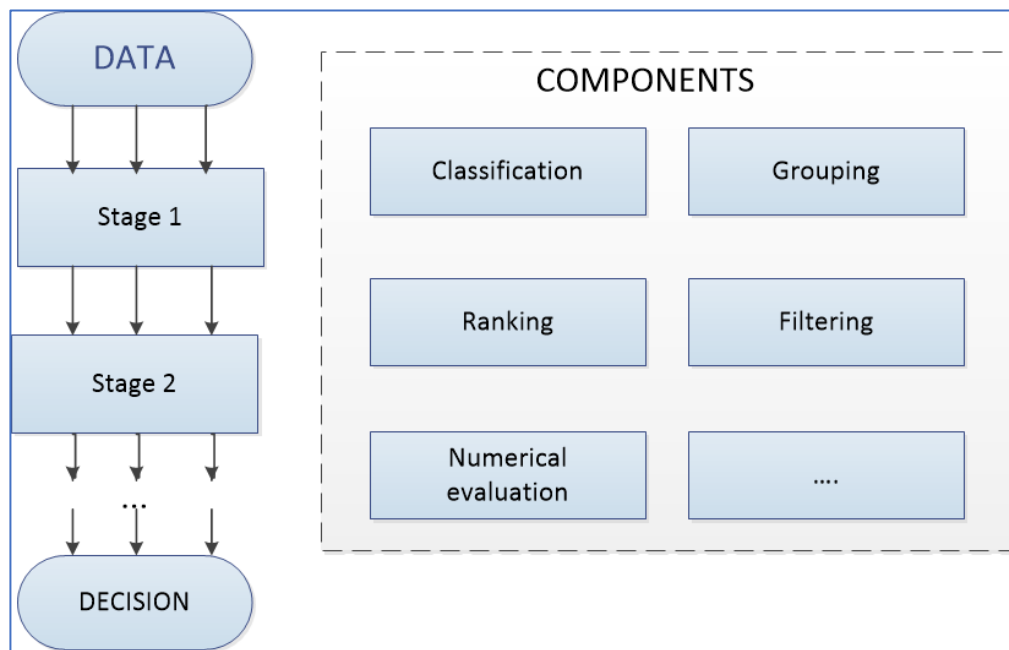 DATA
Stage 1
Stage 2
...
DECISION
COMPONENTS
Classification
Grouping
Ranking
Filtering
Numerical
evaluation
....